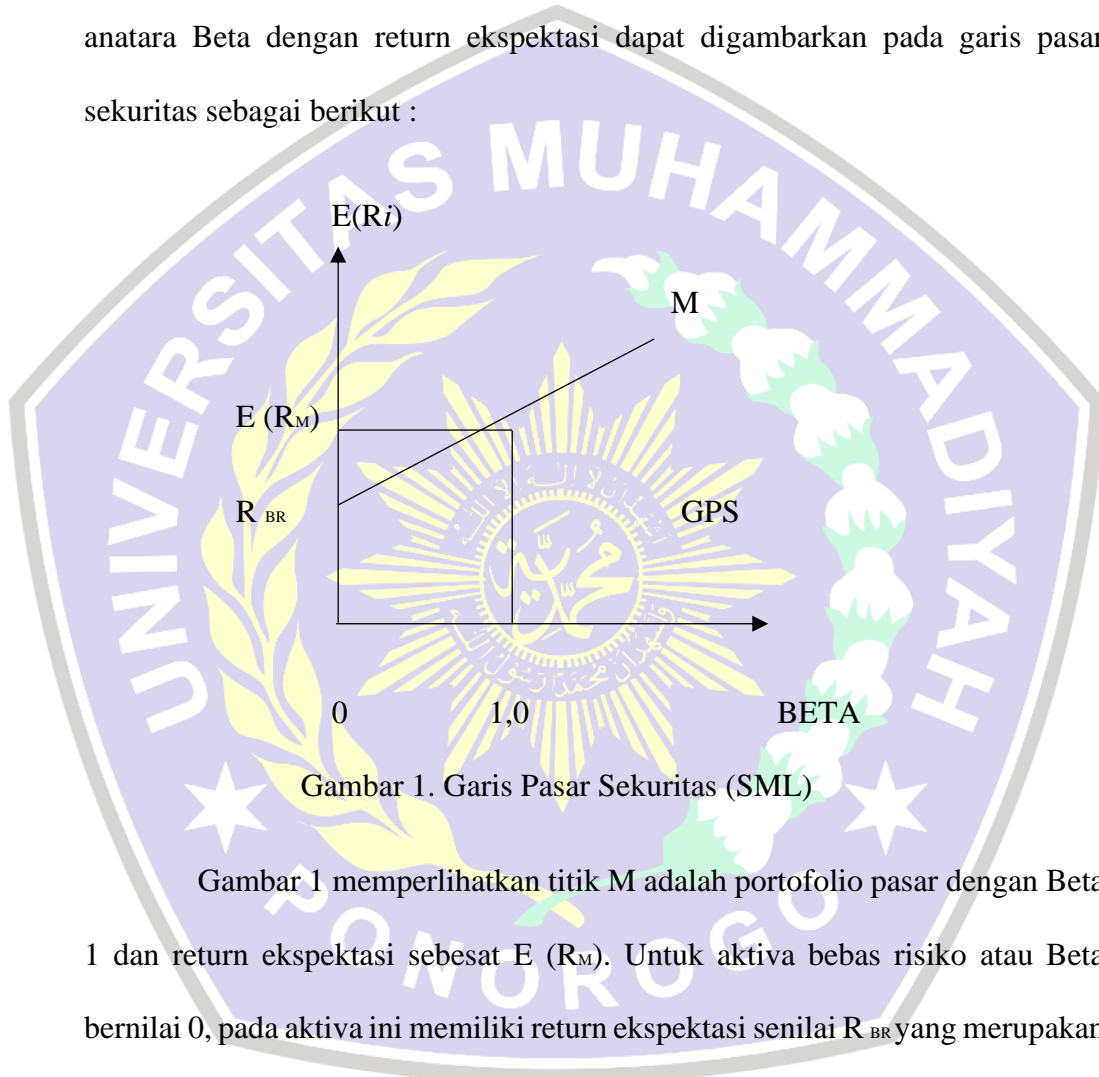 anatara Beta dengan return ekspektasi dapat digambarkan pada garis pasar
sekuritas sebagai berikut :
UNIVERSITAS MUHAMMADIYAH
E(Ri)
M
E (RM)
R BR
GPS
0 1,0 BETA
Gambar 1. Garis Pasar Sekuritas (SML)
Gambar 1 memperlihatkan titik M adalah portofolio pasar dengan Beta
1 dan return ekspektasi sebesat E (RM). Untuk aktiva bebas risiko atau Beta
bernilai 0, pada aktiva ini memiliki return ekspektasi senilai R BR yang merupakan
PONOROGO